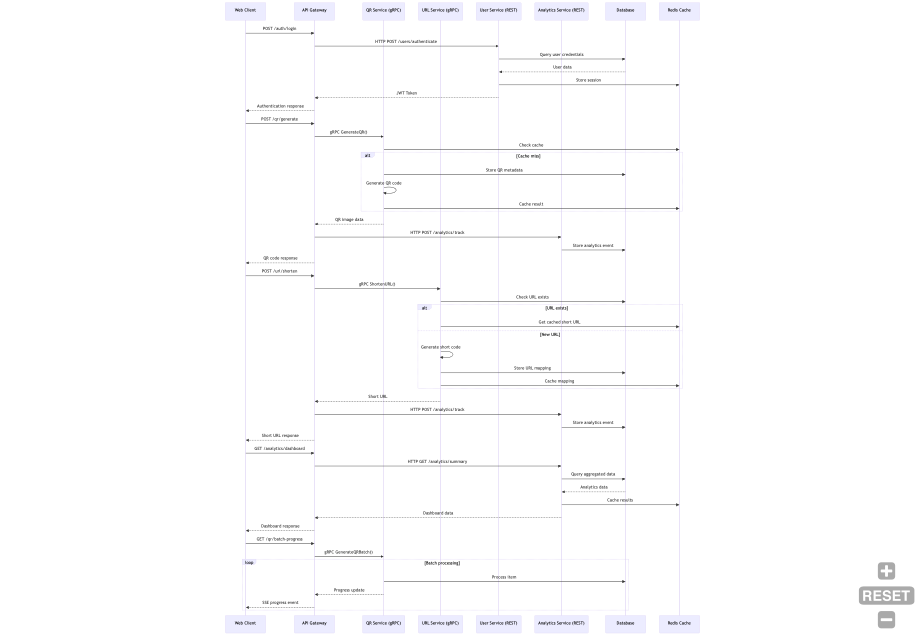 Web Client
API Gateway
QR Service (gRPC)
URL Service (gRPC)
User Service (REST)
Analytics Service (REST)
Database
Redis Cache
POST /auth/login
HTTP POST /users/authenticate
Query user credentials
User data
Store session
JWT Token
Authentication response
POST /qr/generate
gRPC GenerateQR()
Check cache
alt
[Cache miss]
Store QR metadata
Generate QR code
Cache result
QR image data
HTTP POST /analytics/track
Store analytics event
QR code response
POST /url/shorten
gRPC ShortenURL()
Check URL exists
alt
[URL exists]
Get cached short URL
[New URL]
Generate short code
Store URL mapping
Cache mapping
Short URL
HTTP POST /analytics/track
Store analytics event
Short URL response
GET /analytics/dashboard
HTTP GET /analytics/summary
Query aggregated data
Analytics data
Cache results
Dashboard data
Dashboard response
GET /qr/batch-progress
gRPC GenerateQRBatch()
loop
[Batch processing]
Process item
Progress update
SSE progress event
Web Client
API Gateway
QR Service (gRPC)
URL Service (gRPC)
User Service (REST)
Analytics Service (REST)
Database
Redis Cache
RESET